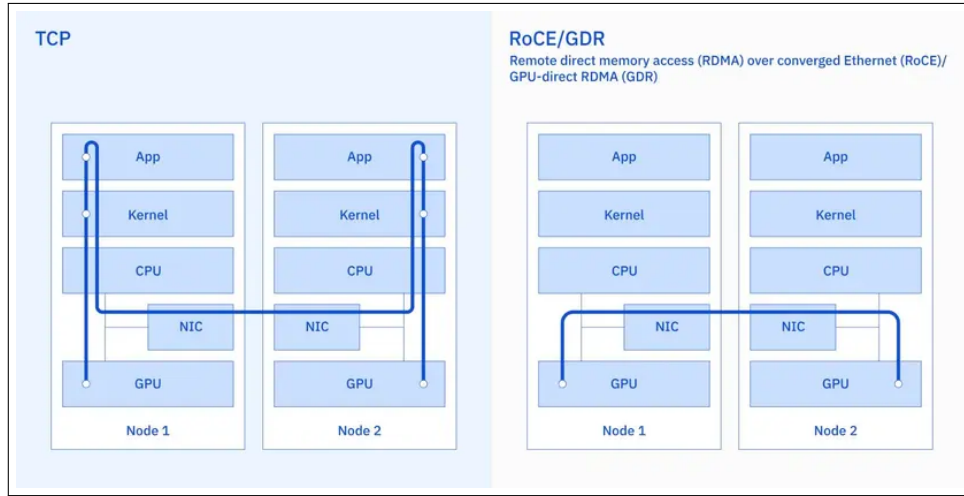 TCP
App
App
Kernel
Kernel
CPU
CPU
NIC
NIC
GPU
GPU
Node 1
Node 2
RoCE/GDR
Remote direct memory access (RDMA) over converged Ethernet (RoCE)/
GPU-direct RDMA (GDR)
App
App
Kernel
Kernel
CPU
CPU
NIC
NIC
GPU
GPU
Node 1
Node 2